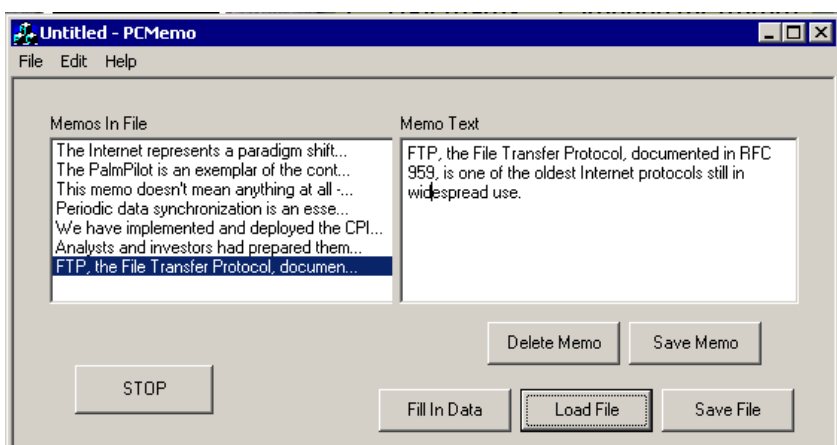 Untitled - PCMemo
File Edit Help
Memos In File
The Internet represents a paradigm shift...
The PalmPilot is an exemplar of the cont...
This memo doesn't mean anything at all -...
Periodic data synchronization is an esse...
We have implemented and deployed the CPI...
Analysts and investors had prepared them...
FTP, the File Transfer Protocol, documen...
Memo Text
FTP, the File Transfer Protocol, documented in RFC
959, is one of the oldest Internet protocols still in
widespread use.
Delete Memo Save Memo
STOP
Fill In Data Load File Save File